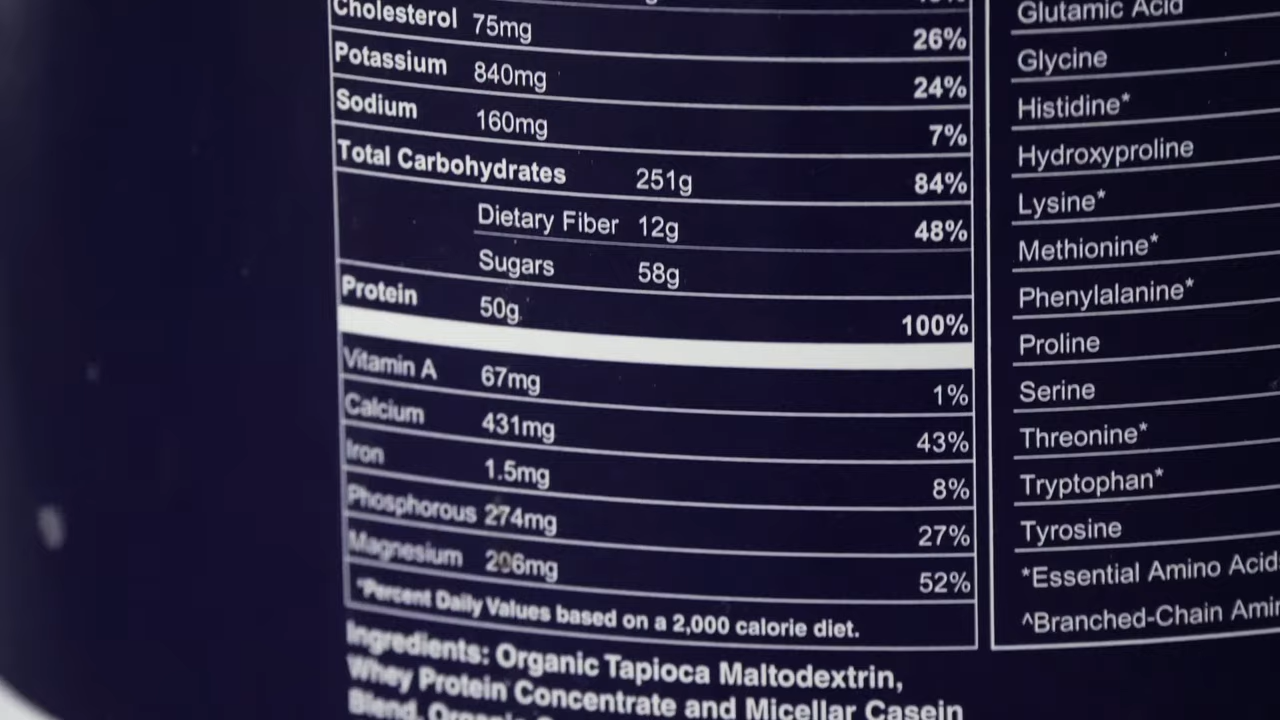 Cholesterol 75mg 26%
Potassium 840mg 24%
Sodium 160mg 7%
Total Carbohydrates 251g 84%
Dietary Fiber 12g 48%
Sugars 58g
Protein 50g 100%
Vitamin A 67mg 1%
Calcium 431mg 43%
Iron 1.5mg 8%
Phosphorous 274mg 27%
Magnesium 206mg 52%
*Percent Daily Values based on a 2,000 calorie diet.
Ingredients: Organic Tapioca Maltodextrin,
Whey Protein Concentrate and Micellar Casein
Blend,
Glutamic Acid
Glycine
Histidine*
Hydroxyproline
Lysine*
Methionine*
Phenylalanine*
Proline
Serine
Threonine*
Tryptophan*
Tyrosine
*Essential Amino Acid
^Branched-Chain